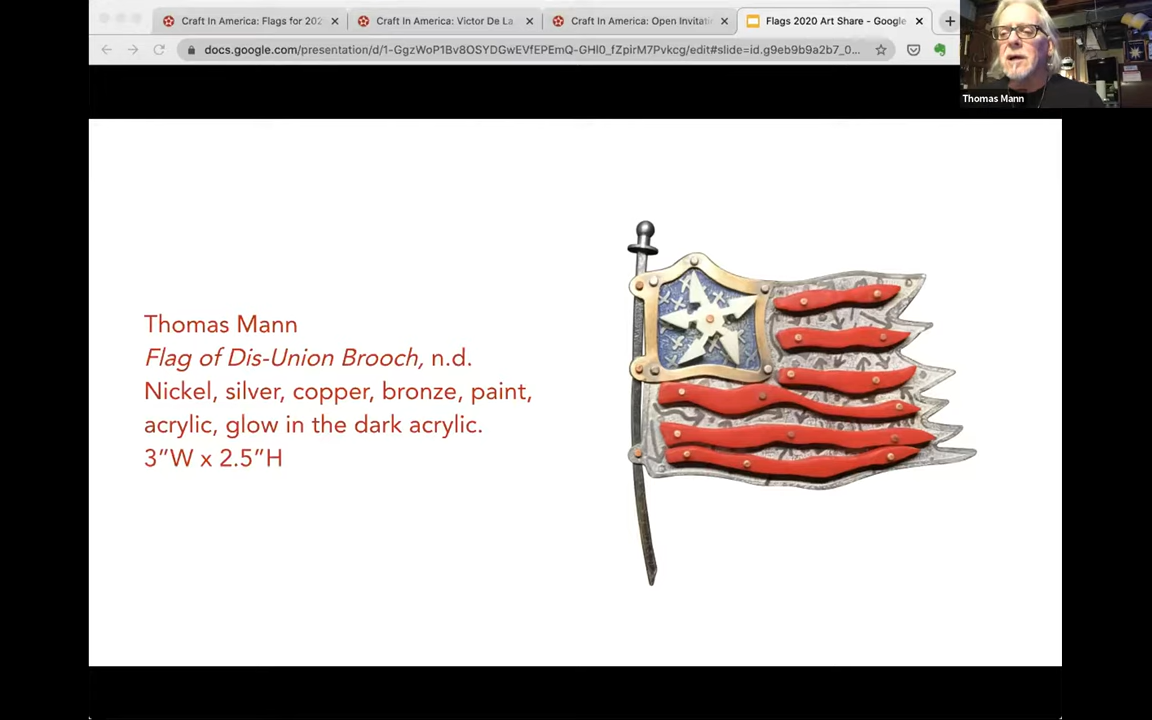 Craft In America: Flags for 202
Craft In America: Victor De La
Craft In America: Open Invitati
Flags 2020 Art Share - Google
docs.google.com/presentation/d/1-GgzWoP1Bv8OSYDGwEVfEPEmQ-GHl0_fZpirM7Pvkcg/edit#slide=id.g9eb9b9a2b7_0...
Thomas Mann
Thomas Mann
Flag of Dis-Union Brooch, n.d.
Nickel, silver, copper, bronze, paint,
acrylic, glow in the dark acrylic.
3”W x 2.5”H